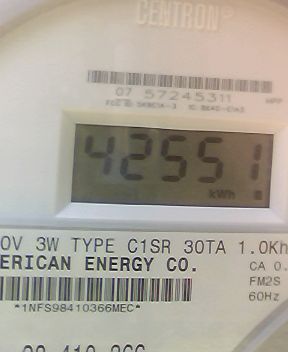 CENTRON®
07 57245311
42551
kWh
0V 3W TYPE C1SR 30TA 1.0Kh
ERICAN ENERGY CO.
CA 0.
FM2S
60Hz
*1NFS98410366MEC*